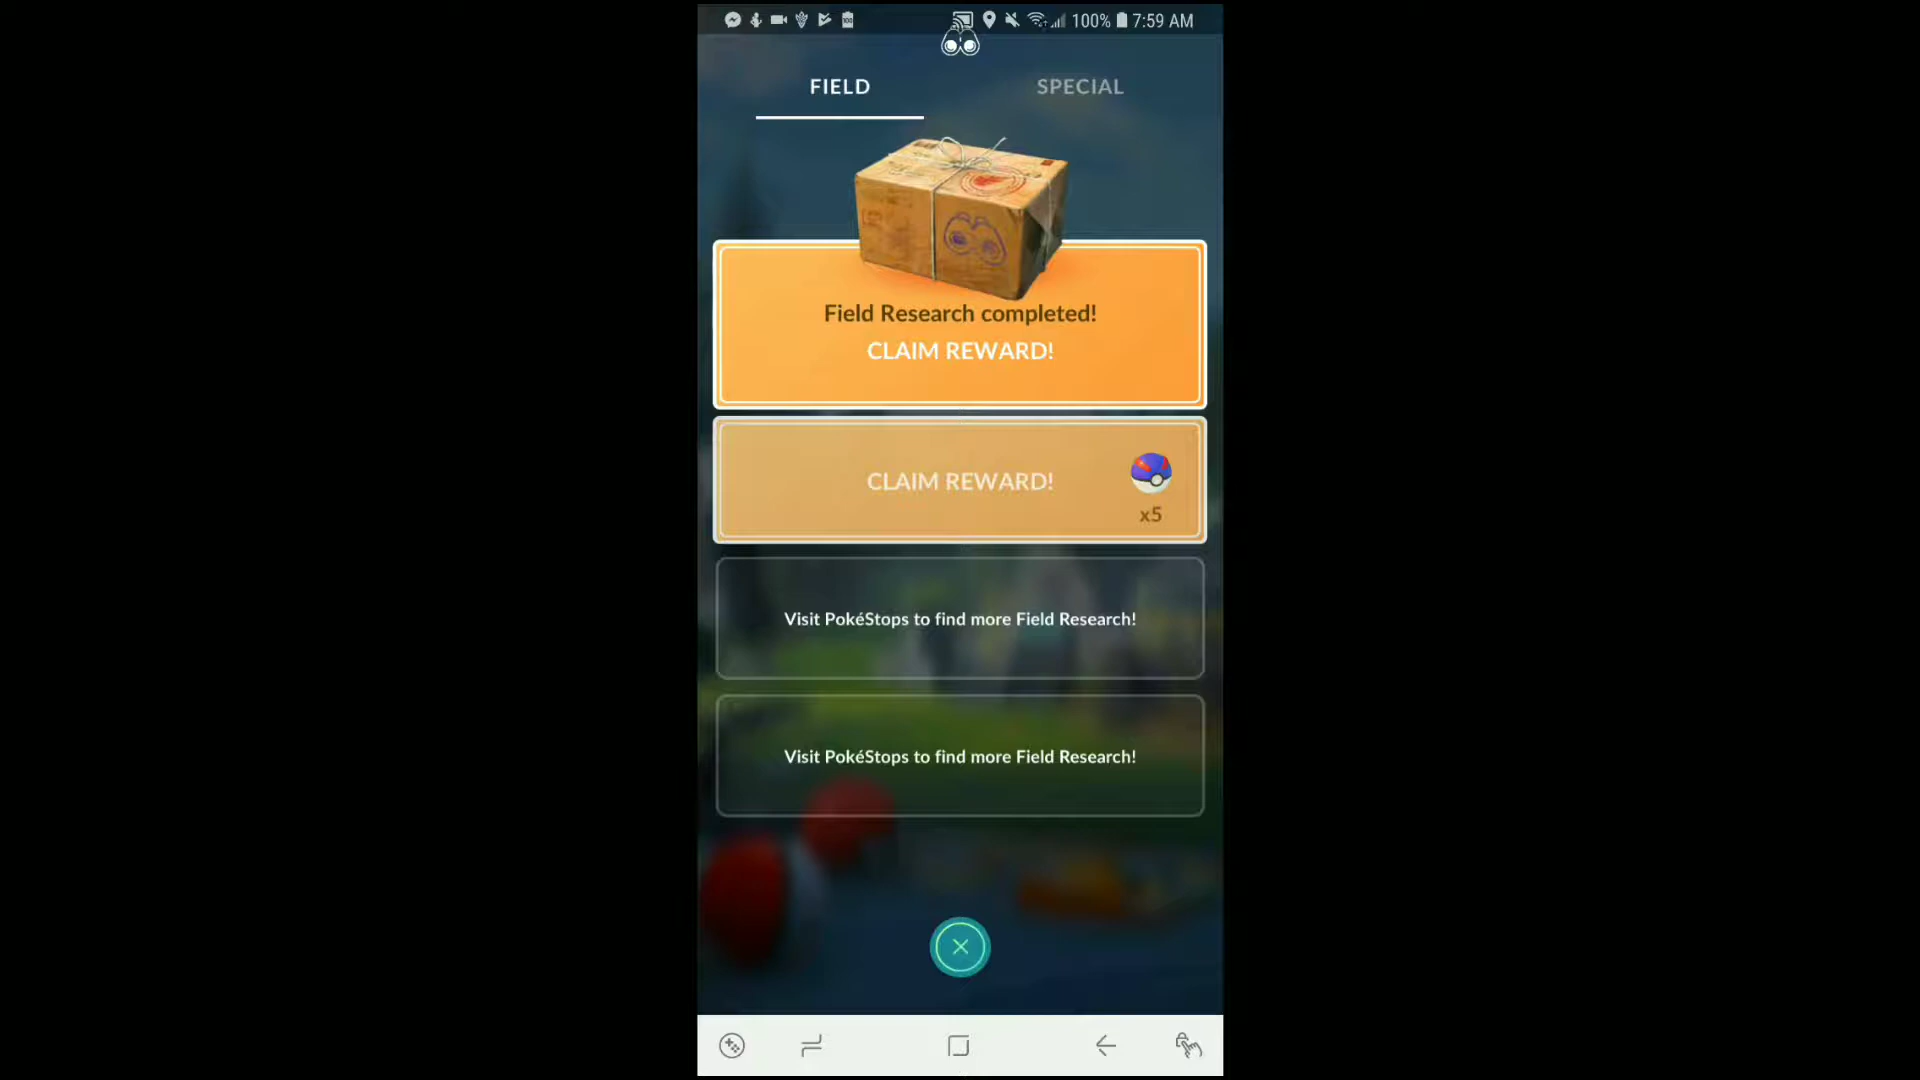 100% 7:59 AM
FIELD SPECIAL
Field Research completed!
CLAIM REWARD!
CLAIM REWARD!
x5
Visit PokéStops to find more Field Research!
Visit PokéStops to find more Field Research!